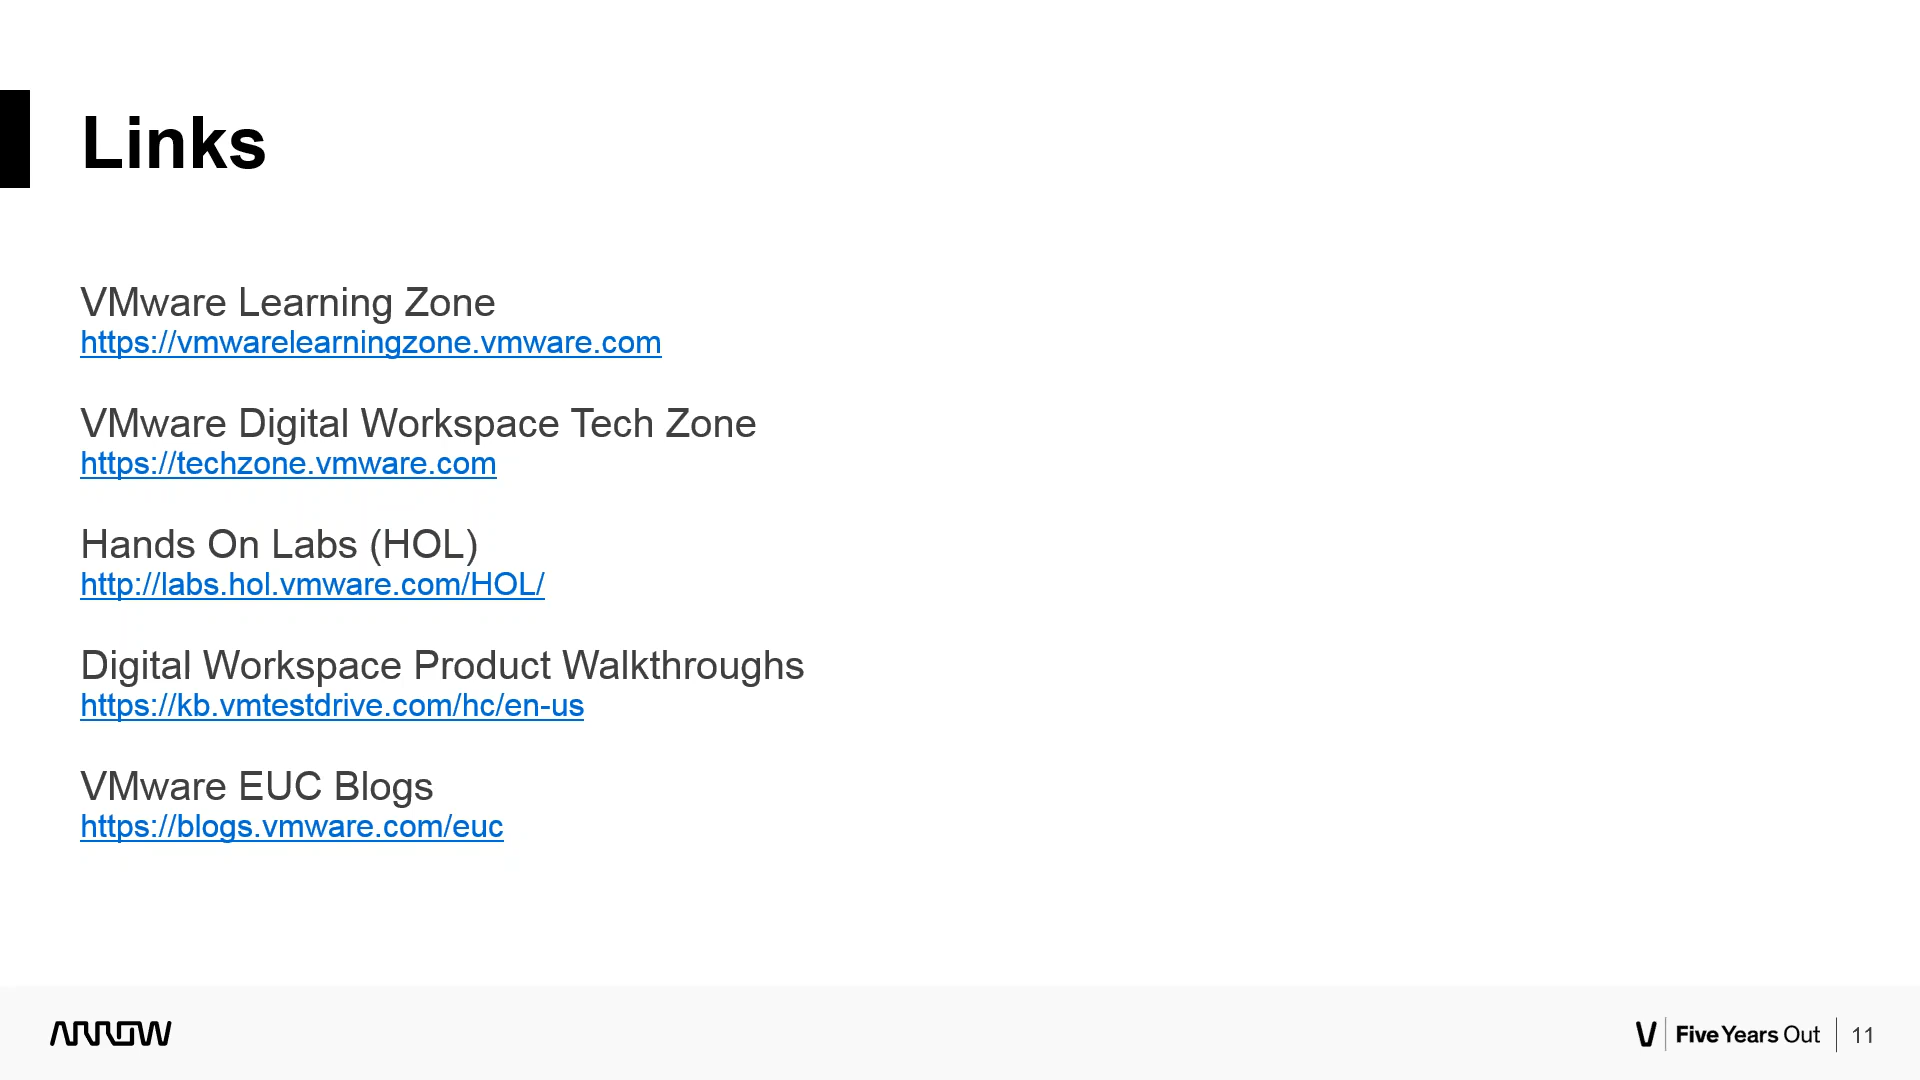 Links
VMware Learning Zone
https://vmwarelearningzone.vmware.com
VMware Digital Workspace Tech Zone
https://techzone.vmware.com
Hands On Labs (HOL)
http://labs.hol.vmware.com/HOL/
Digital Workspace Product Walkthroughs
https://kb.vmtestdrive.com/hc/en-us
VMware EUC Blogs
https://blogs.vmware.com/euc
ARROW
Five Years Out
11